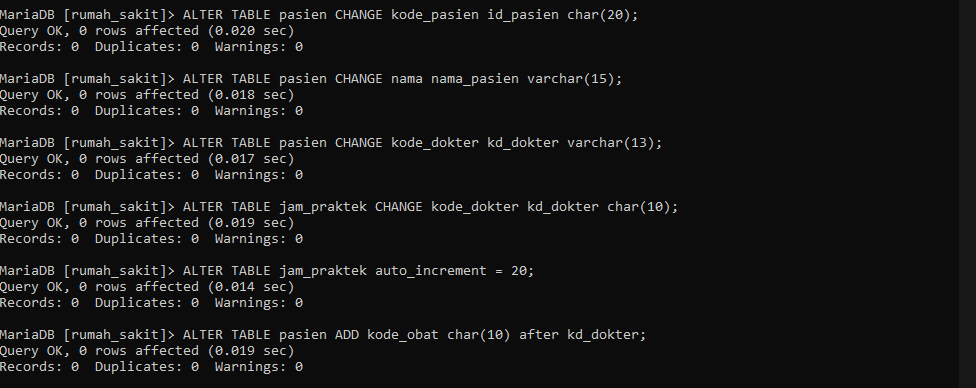 MariaDB [rumah_sakit]> ALTER TABLE pasien CHANGE kode_pasien id_pasien char(20);
Query OK, 0 rows affected (0.020 sec)
Records: 0  Duplicates: 0  Warnings: 0

MariaDB [rumah_sakit]> ALTER TABLE pasien CHANGE nama nama_pasien varchar(15);
Query OK, 0 rows affected (0.018 sec)
Records: 0  Duplicates: 0  Warnings: 0

MariaDB [rumah_sakit]> ALTER TABLE pasien CHANGE kode_dokter kd_dokter varchar(13);
Query OK, 0 rows affected (0.017 sec)
Records: 0  Duplicates: 0  Warnings: 0

MariaDB [rumah_sakit]> ALTER TABLE jam_praktek CHANGE kode_dokter kd_dokter char(10);
Query OK, 0 rows affected (0.019 sec)
Records: 0  Duplicates: 0  Warnings: 0

MariaDB [rumah_sakit]> ALTER TABLE jam_praktek auto_increment = 20;
Query OK, 0 rows affected (0.014 sec)
Records: 0  Duplicates: 0  Warnings: 0

MariaDB [rumah_sakit]> ALTER TABLE pasien ADD kode_obat char(10) after kd_dokter;
Query OK, 0 rows affected (0.019 sec)
Records: 0  Duplicates: 0  Warnings: 0